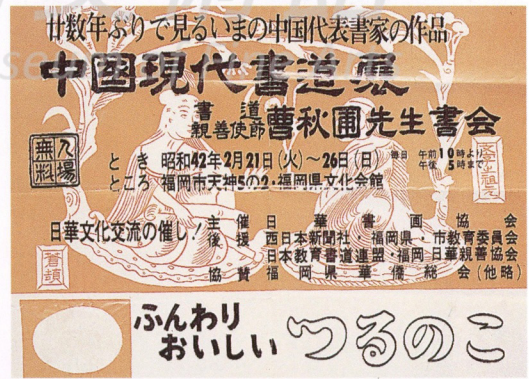 廿数年ぶりで見るいまの中国代表書家の作品
中國現代書道展
書道
親善使節 曹秋圃先生書会
入場
無料
とき 昭和42年2月21日(火)〜26日(日) 毎日 午前10時より
午後5時まで
ところ 福岡市天神5の2・福岡県文化会館
日華文化交流の催し!
主催 日華書画協会
後援 西日本新聞社 福岡県・市教育委員会
日本教育書道連盟・福岡日華親善協会
協賛 福岡県華僑総会(他略)
蒼頡
ふんわり
おいしい
つるのこ